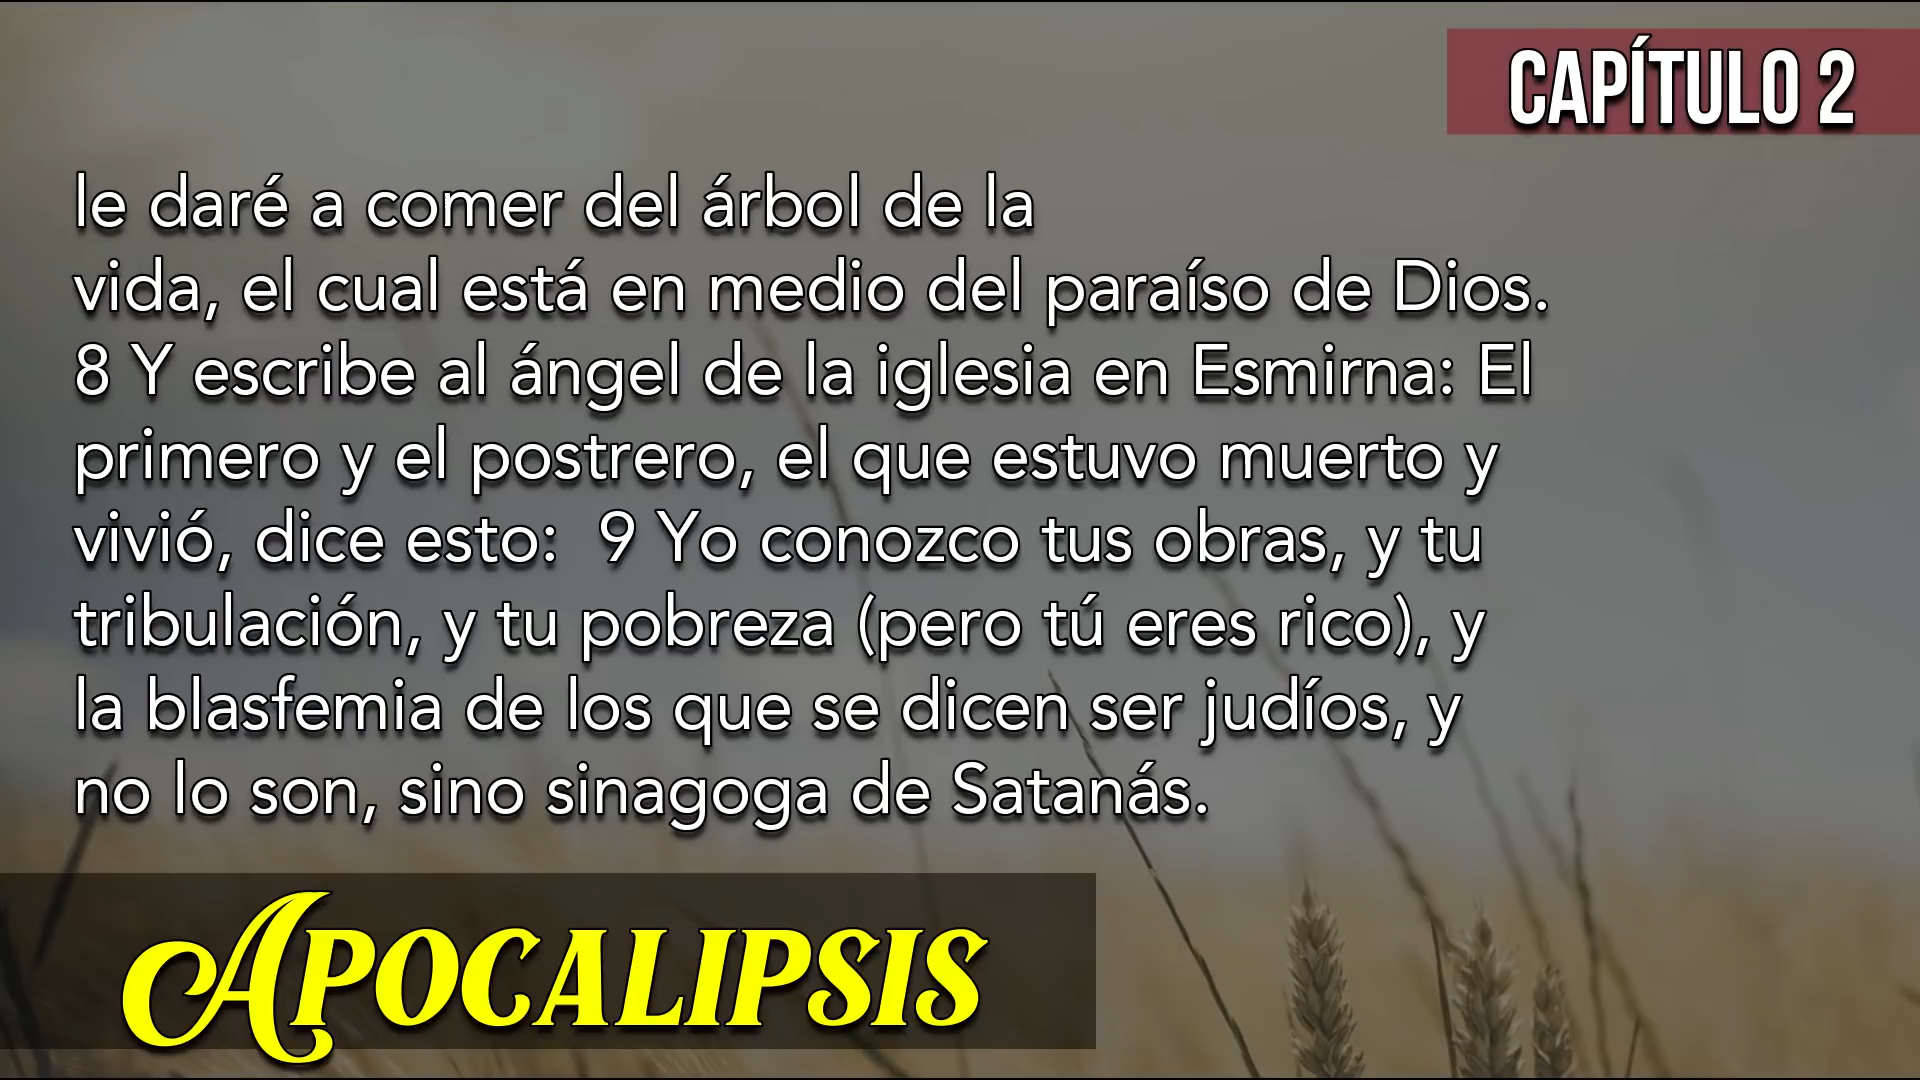 CAPÍTULO 2
le daré a comer del árbol de la
vida, el cual está en medio del paraíso de Dios.
8 Y escribe al ángel de la iglesia en Esmirna: El
primero y el postrero, el que estuvo muerto y
vivió, dice esto:  9 Yo conozco tus obras, y tu
tribulación, y tu pobreza (pero tú eres rico), y
la blasfemia de los que se dicen ser judíos, y
no lo son, sino sinagoga de Satanás.
APOCALIPSIS